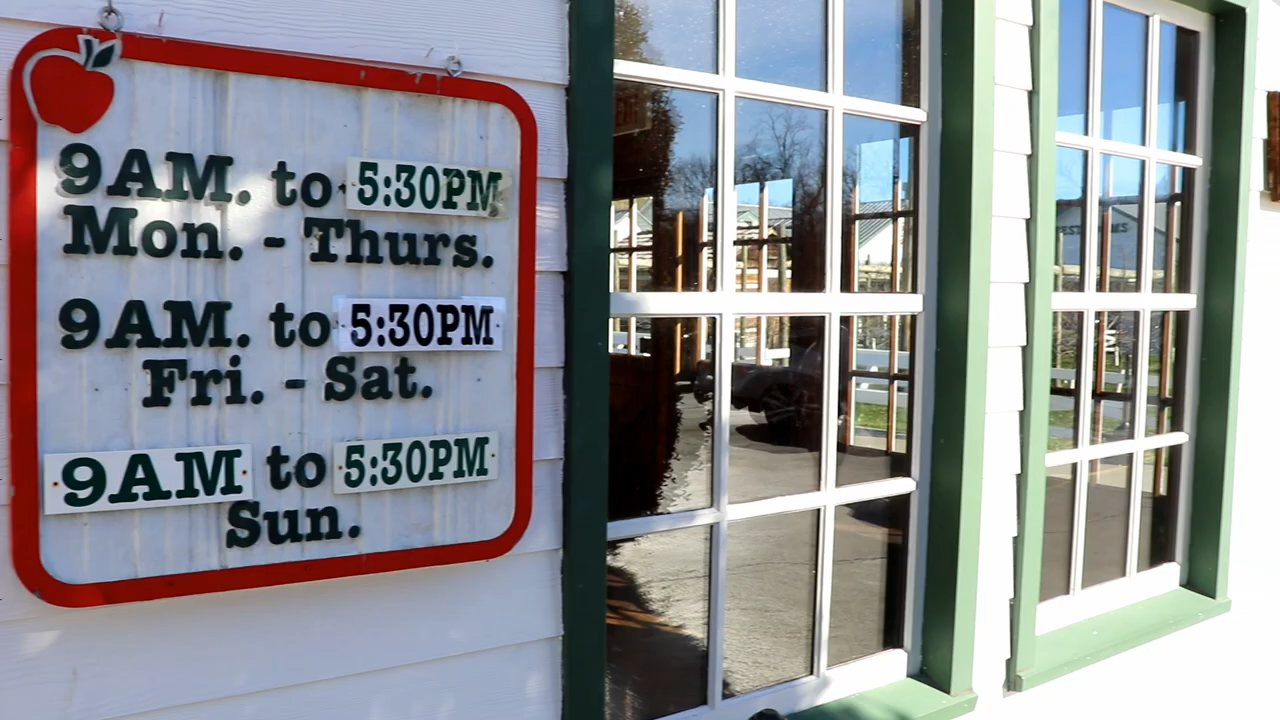 9AM. to 5:30PM
Mon. - Thurs.
9AM. to 5:30PM
Fri. - Sat.
9AM to 5:30PM
Sun.